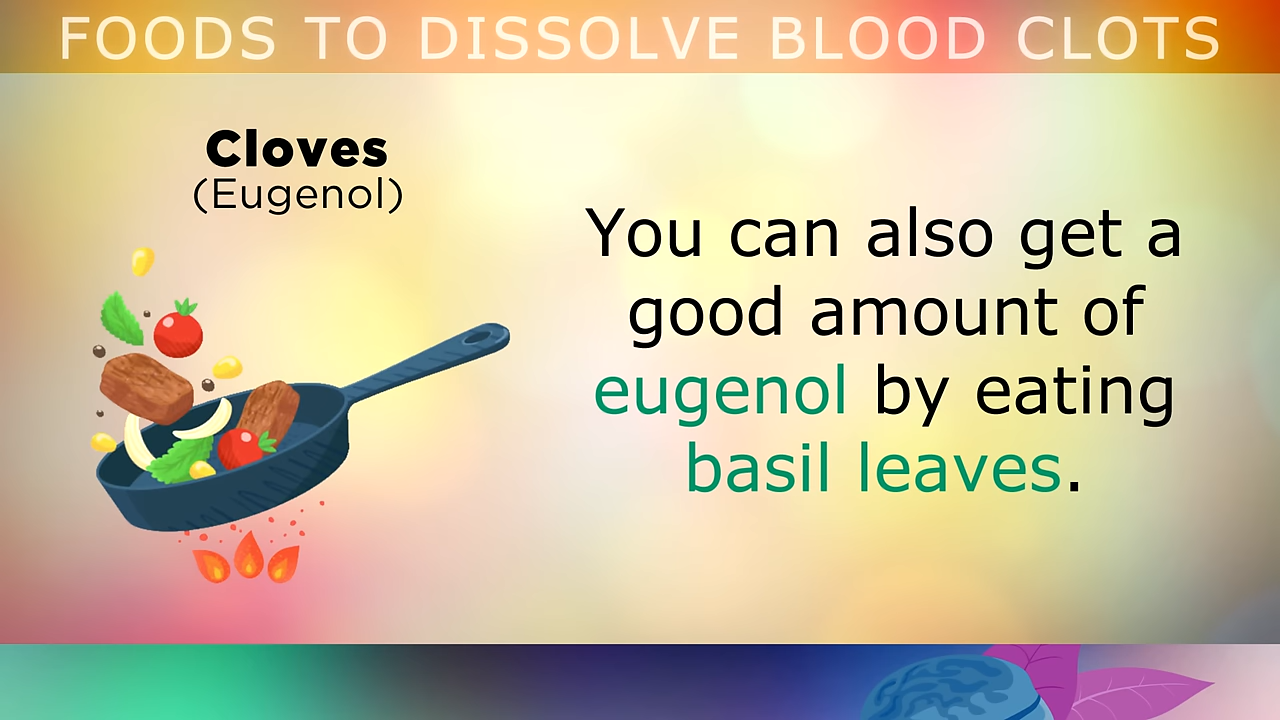 FOODS TO DISSOLVE BLOOD CLOTS
Cloves
(Eugenol)
You can also get a
good amount of
eugenol by eating
basil leaves.